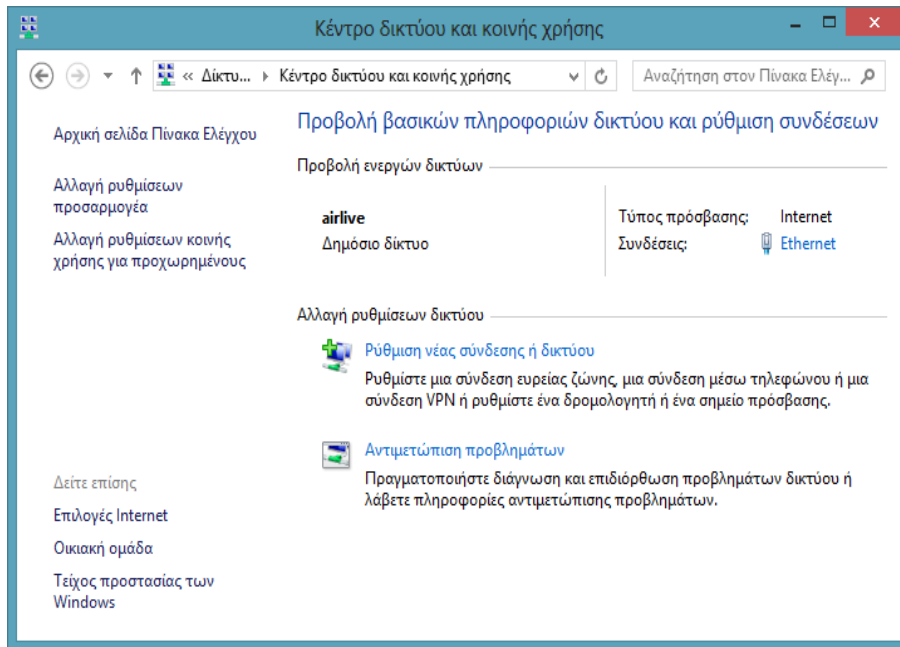 Κέντρο δικτύου και κοινής χρήσης
« Δίκτυ... Κέντρο δικτύου και κοινής χρήσης
Αναζήτηση στον Πίνακα Ελέγ...
Αρχική σελίδα Πίνακα Ελέγχου
Αλλαγή ρυθμίσεων
προσαρμογέα
Αλλαγή ρυθμίσεων κοινής
χρήσης για προχωρημένους
Προβολή βασικών πληροφοριών δικτύου και ρύθμιση συνδέσεων
Προβολή ενεργών δικτύων
airlive
Δημόσιο δίκτυο
Τύπος πρόσβασης: Internet
Συνδέσεις: Ethernet
Αλλαγή ρυθμίσεων δικτύου
Ρύθμιση νέας σύνδεσης ή δικτύου
Ρυθμίστε μια σύνδεση ευρείας ζώνης, μια σύνδεση μέσω τηλεφώνου ή μια
σύνδεση VPN ή ρυθμίστε ένα δρομολογητή ή ένα σημείο πρόσβασης.
Αντιμετώπιση προβλημάτων
Πραγματοποιήστε διάγνωση και επιδιόρθωση προβλημάτων δικτύου ή
λάβετε πληροφορίες αντιμετώπισης προβλημάτων.
Δείτε επίσης
Επιλογές Internet
Οικιακή ομάδα
Τείχος προστασίας των
Windows